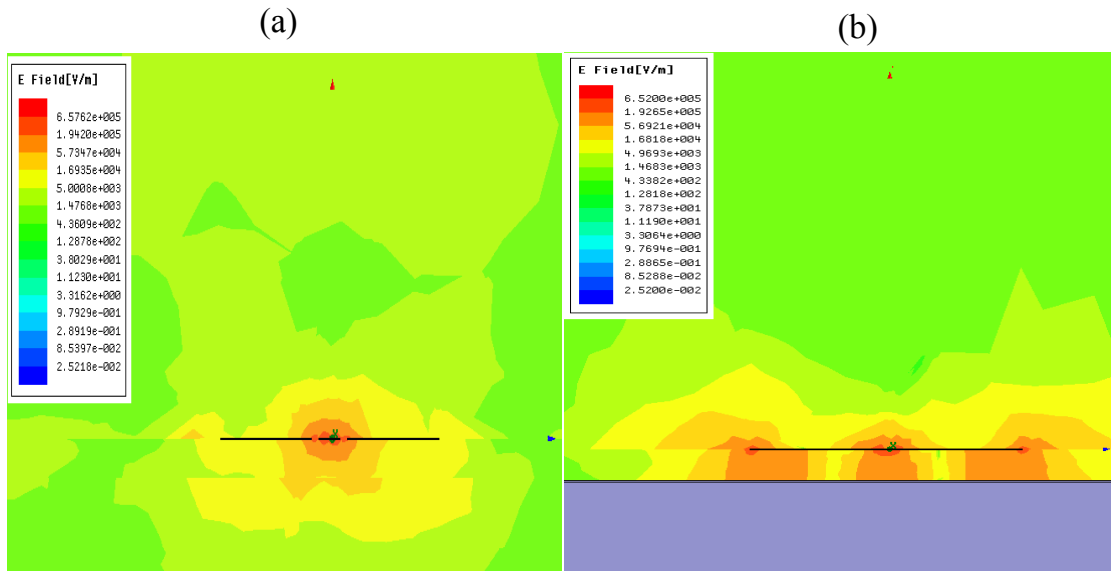 (a)
(b)
E Field[V/m]
6.5762e+005
1.9420e+005
5.7347e+004
1.6935e+004
5.0008e+003
1.4768e+003
4.3609e+002
1.2878e+002
3.8029e+001
1.1230e+001
3.3162e+000
9.7929e-001
2.8919e-001
8.5397e-002
2.5218e-002
E Field[V/m]
6.5200e+005
1.9265e+005
5.6921e+004
1.6818e+004
4.9693e+003
1.4683e+003
4.3382e+002
1.2818e+002
3.7873e+001
1.1190e+001
3.3064e+000
9.7694e-001
2.8865e-001
8.5288e-002
2.5200e-002